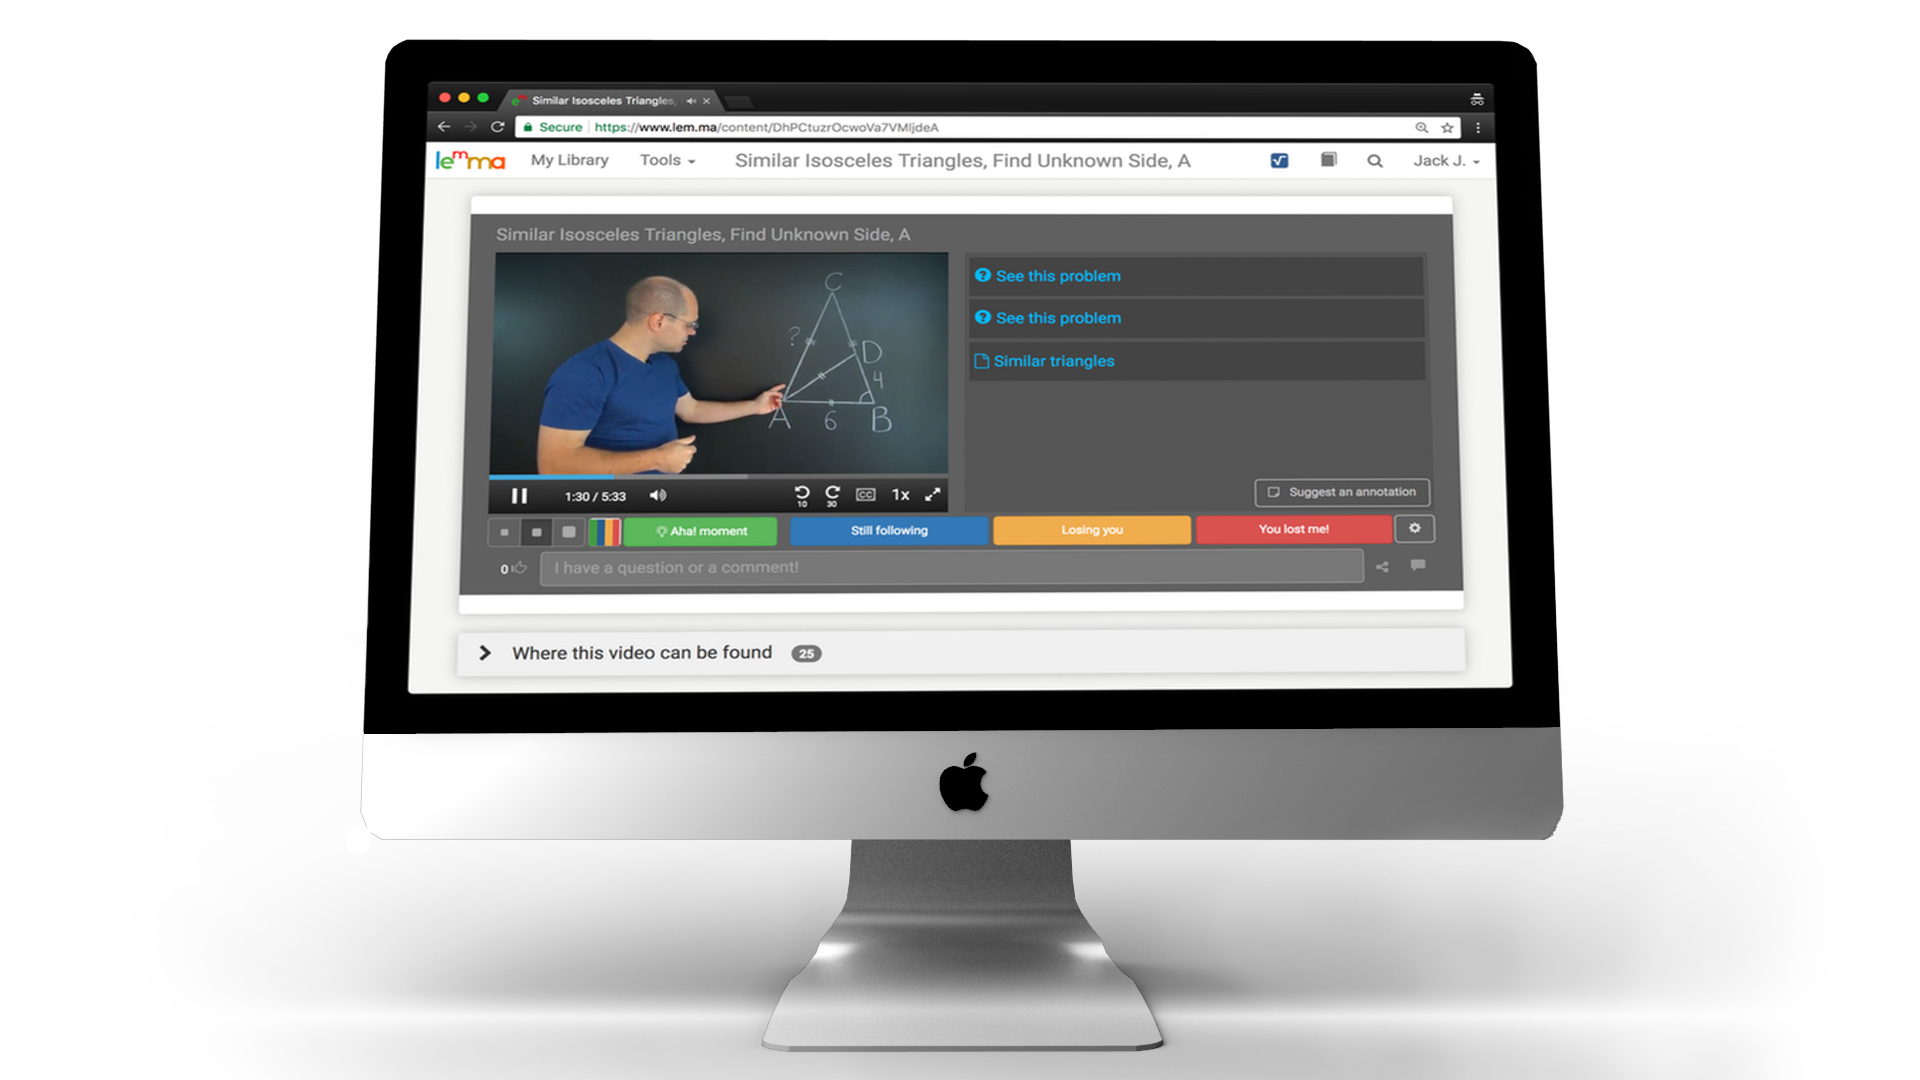 Similar Isosceles Triangles,
Secure https://www.lem.ma/content/DhPCtuzrOcwoVa7VMljdeA
lemma My Library Tools Similar Isosceles Triangles, Find Unknown Side, A Jack J.
Similar Isosceles Triangles, Find Unknown Side, A
C
?
D
4
A
6
B
See this problem
See this problem
Similar triangles
Suggest an annotation
1:30 / 5:33 10 30 CC 1x
Aha! moment Still following Losing you You lost me!
0 I have a question or a comment!
Where this video can be found 25